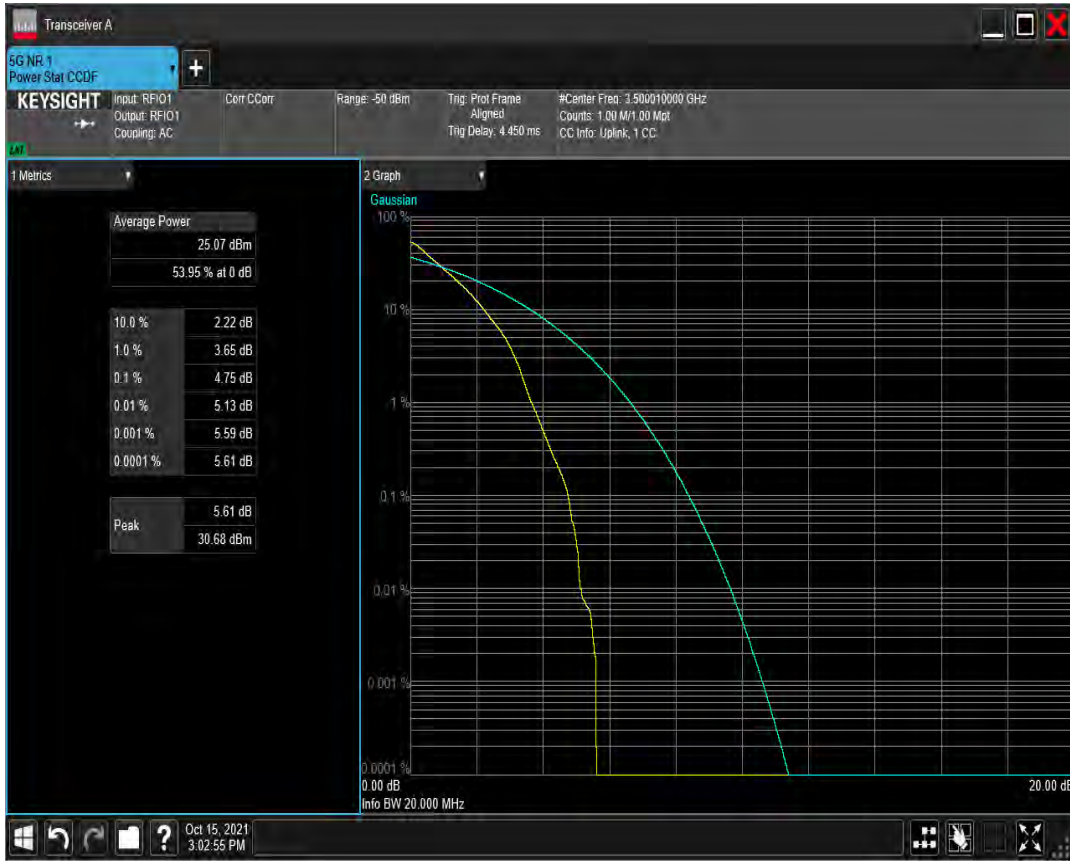 Transceiver A
5G NR 1
Power Stat CCDF
+
KEYSIGHT
Input: RFIO1
Output: RFIO1
Coupling: AC
Corr CCorr
Range: -50 dBm
Trig: Prot Frame
Aligned
Trig Delay: 4.450 ms
#Center Freq: 3.500010000 GHz
Counts: 1.00 M/1.00 Mpt
CC Info: Uplink, 1 CC
1 Metrics
Average Power
25.07 dBm
53.95 % at 0 dB
10.0 % 2.22 dB
1.0 % 3.65 dB
0.1 % 4.75 dB
0.01 % 5.13 dB
0.001 % 5.59 dB
0.0001 % 5.61 dB
Peak
5.61 dB
30.68 dBm
2 Graph
Gaussian
100 %
10 %
1 %
0.1 %
0.01 %
0.001 %
0.0001 %
0.00 dB
20.00 dB
Info BW 20.000 MHz
?
Oct 15, 2021
3:02:55 PM